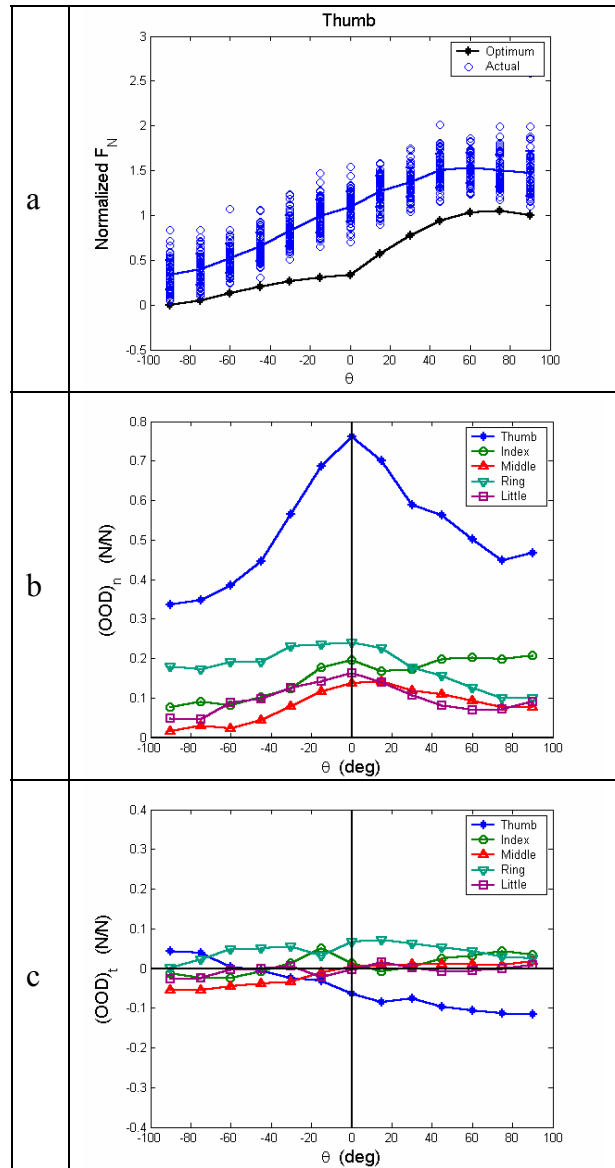 a
Thumb
Optimum
Actual
Normalized F_N
3
2.5
2
1.5
1
0.5
0
-0.5
-100 -80 -60 -40 -20 0 20 40 60 80 100
θ
b
Thumb
Index
Middle
Ring
Little
(OOD)_n (N/N)
0.8
0.7
0.6
0.5
0.4
0.3
0.2
0.1
0
-100 -80 -60 -40 -20 0 20 40 60 80 100
θ (deg)
c
Thumb
Index
Middle
Ring
Little
(OOD)_t (N/N)
0.4
0.3
0.2
0.1
0
-0.1
-0.2
-0.3
-0.4
-100 -80 -60 -40 -20 0 20 40 60 80 100
θ (deg)